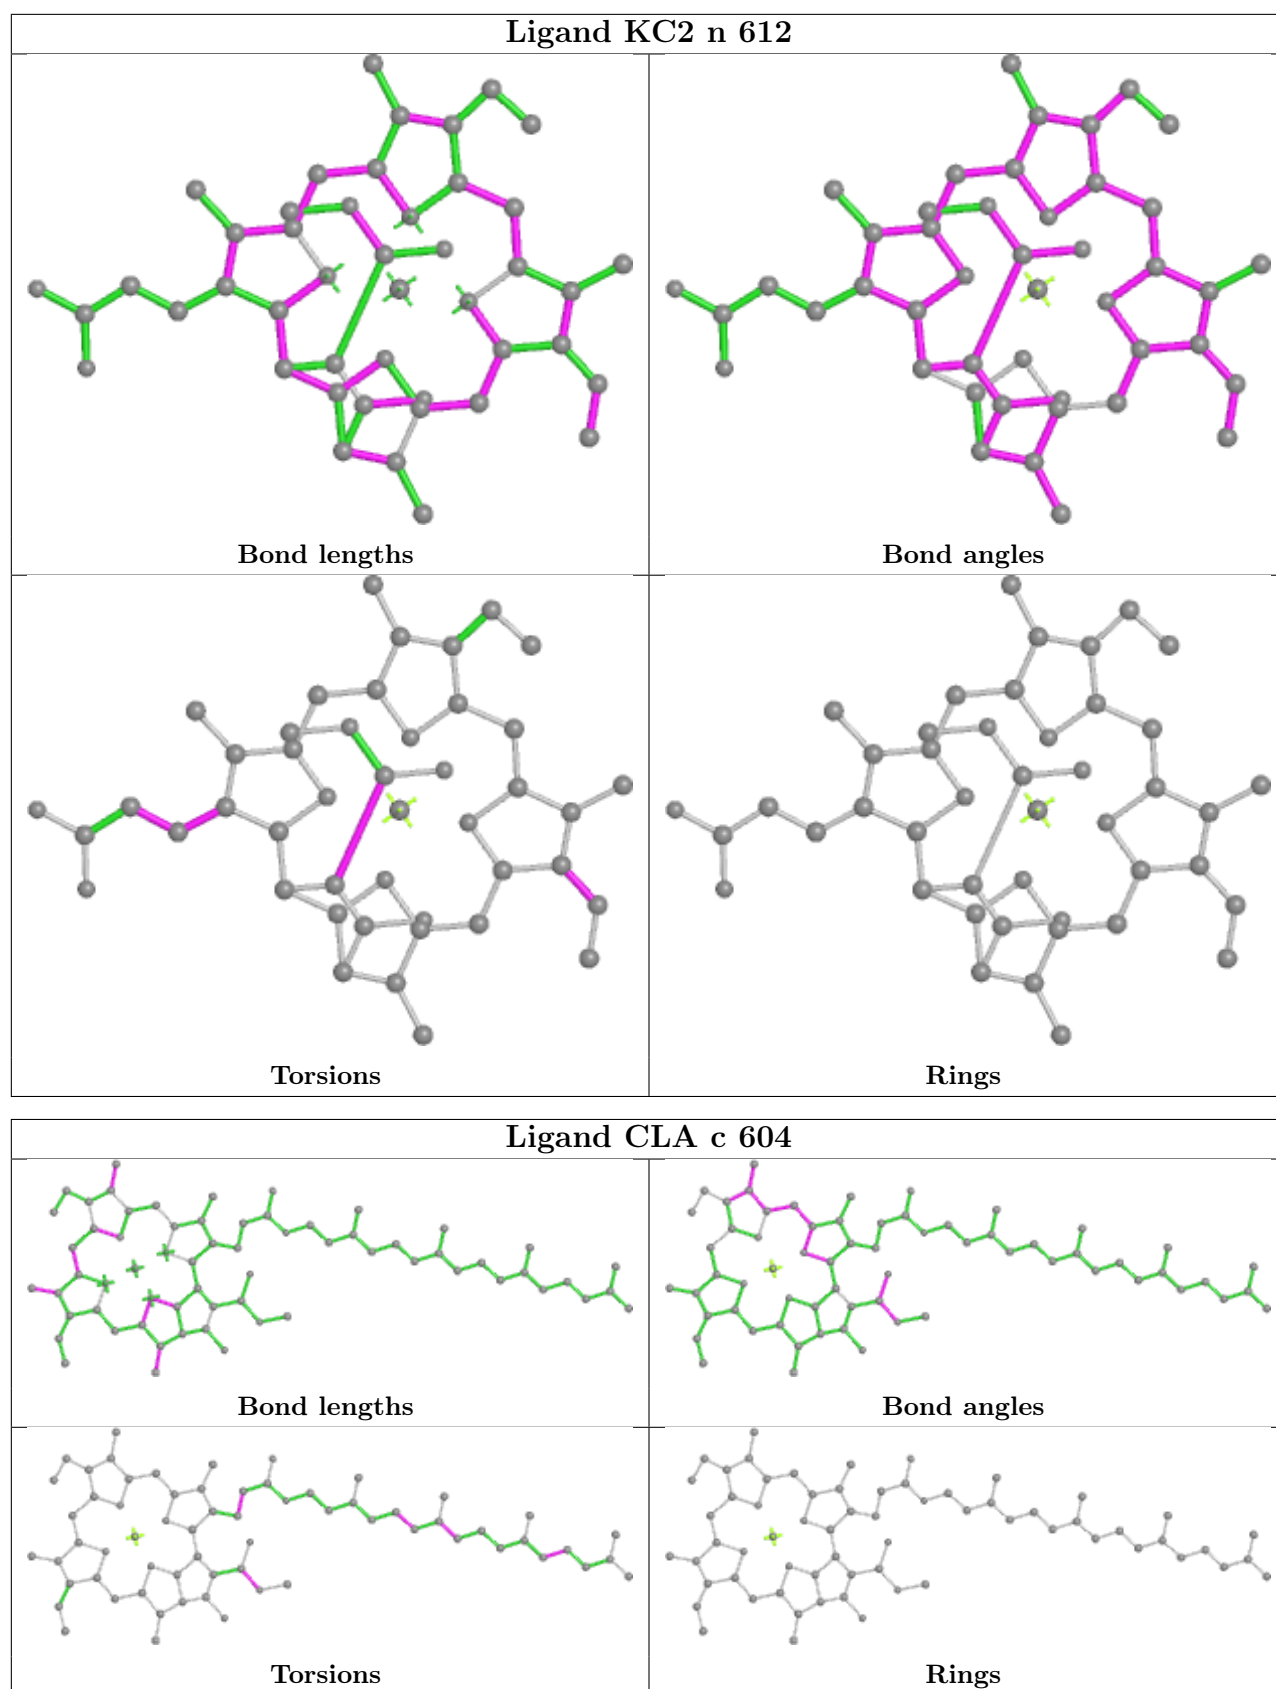 Ligand KC2 n 612
Bond lengths
Bond angles
Torsions
Rings
Ligand CLA c 604
Bond lengths
Bond angles
Torsions
Rings